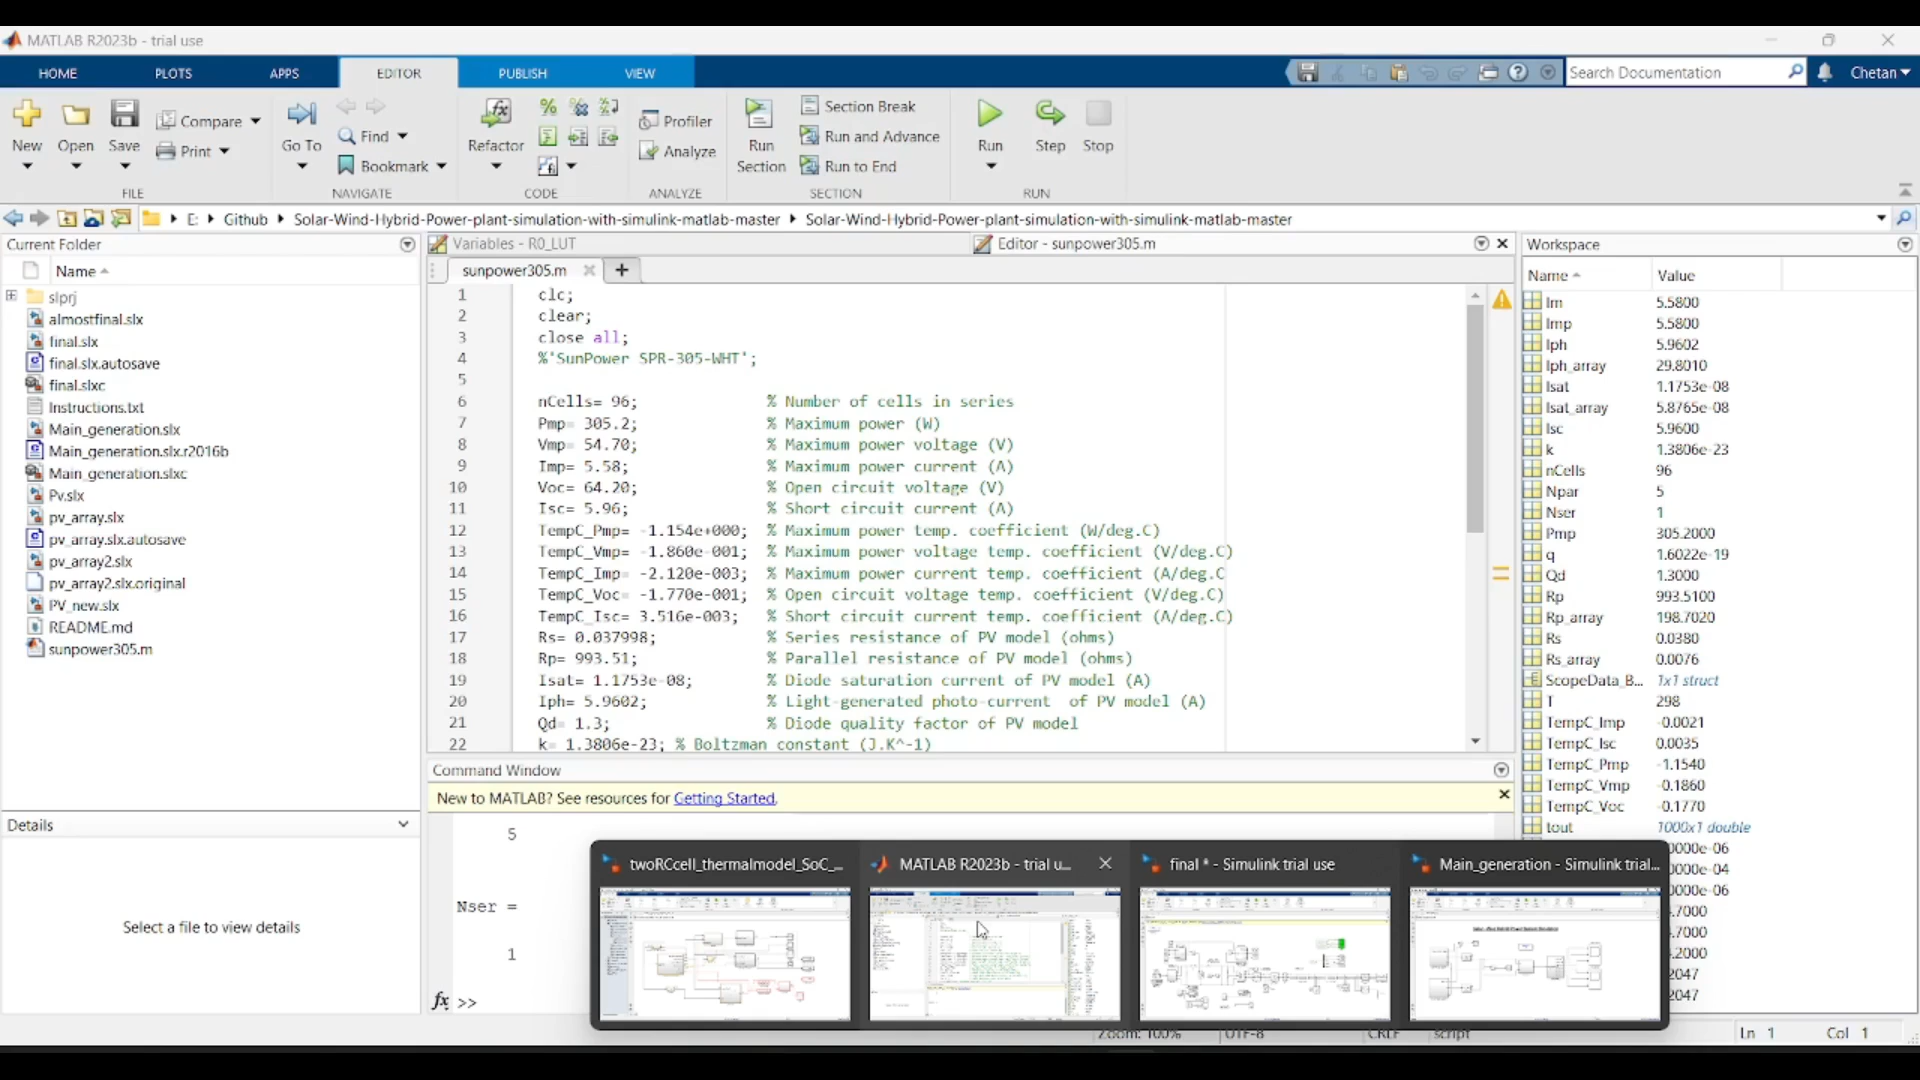 MATLAB R2023b - trial use
HOME PLOTS APPS EDITOR PUBLISH VIEW
Search Documentation
Chetan
New Open Save Compare Print
Go To Find Bookmark
Refactor
Profiler Analyze
Run Section Section Break Run and Advance Run to End
Run Step Stop
FILE NAVIGATE CODE ANALYZE SECTION RUN
E: Github Solar-Wind-Hybrid-Power-plant-simulation-with-simulink-matlab-master Solar-Wind-Hybrid-Power-plant-simulation-with-simulink-matlab-master
Current Folder
Name
slprj
almostfinal.slx
final.slx
final.slx.autosave
final.slxc
Instructions.txt
Main_generation.slx
Main_generation.slx.r2016b
Main_generation.slxc
Pv.slx
pv_array.slx
pv_array.slx.autosave
pv_array2.slx
pv_array2.slx.original
PV_new.slx
README.md
sunpower305.m
Details
Select a file to view details
Variables - R0_LUT
Editor - sunpower305.m
sunpower305.m
1 clc;
2 clear;
3 close all;
4 %'SunPower SPR-305-WHT';
5
6 nCells= 96; % Number of cells in series
7 Pmp= 305.2; % Maximum power (W)
8 Vmp= 54.70; % Maximum power voltage (V)
9 Imp= 5.58; % Maximum power current (A)
10 Voc= 64.20; % Open circuit voltage (V)
11 Isc= 5.96; % Short circuit current (A)
12 TempC_Pmp= -1.154e+000; % Maximum power temp. coefficient (W/deg.C)
13 TempC_Vmp= -1.860e-001; % Maximum power voltage temp. coefficient (V/deg.C)
14 TempC_Imp= -2.120e-003; % Maximum power current temp. coefficient (A/deg.C
15 TempC_Voc= -1.770e-001; % Open circuit voltage temp. coefficient (V/deg.C)
16 TempC_Isc= 3.516e-003; % Short circuit current temp. coefficient (A/deg.C)
17 Rs= 0.037998; % Series resistance of PV model (ohms)
18 Rp= 993.51; % Parallel resistance of PV model (ohms)
19 Isat= 1.1753e-08; % Diode saturation current of PV model (A)
20 Iph= 5.9602; % Light-generated photo-current of PV model (A)
21 Qd= 1.3; % Diode quality factor of PV model
22 k= 1.3806e-23; % Boltzman constant (J.K^-1)
Command Window
New to MATLAB? See resources for Getting Started.
5
Nser =
1
fx >>
Workspace
Name Value
Im 5.5800
Imp 5.5800
Iph 5.9602
Iph_array 29.8010
Isat 1.1753e-08
Isat_array 5.8765e-08
Isc 5.9600
k 1.3806e-23
nCells 96
Npar 5
Nser 1
Pmp 305.2000
q 1.6022e-19
Qd 1.3000
Rp 993.5100
Rp_array 198.7020
Rs 0.0380
Rs_array 0.0076
ScopeData_B... 1x1 struct
T 298
TempC_Imp -0.0021
TempC_Isc 0.0035
TempC_Pmp -1.1540
TempC_Vmp -0.1860
TempC_Voc -0.1770
tout 1000x1 double
twoRCcell_thermalmodel_SoC_...
MATLAB R2023b - trial u...
final * - Simulink trial use
Main_generation - Simulink trial...
Zoom: 100% UTF-8 CRLF script Ln 1 Col 1